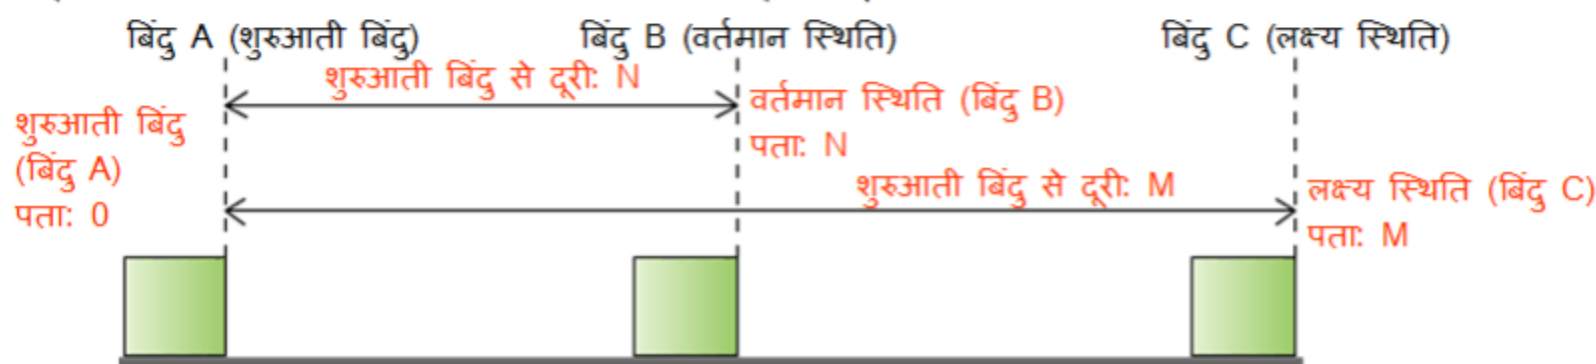 बिंदु A (शुरुआती बिंदु)
बिंदु B (वर्तमान स्थिति)
बिंदु C (लक्ष्य स्थिति)
शुरुआती बिंदु से दूरी: N
वर्तमान स्थिति (बिंदु B)
पता: N
शुरुआती बिंदु
(बिंदु A)
पता: 0
शुरुआती बिंदु से दूरी: M
लक्ष्य स्थिति (बिंदु C)
पता: M